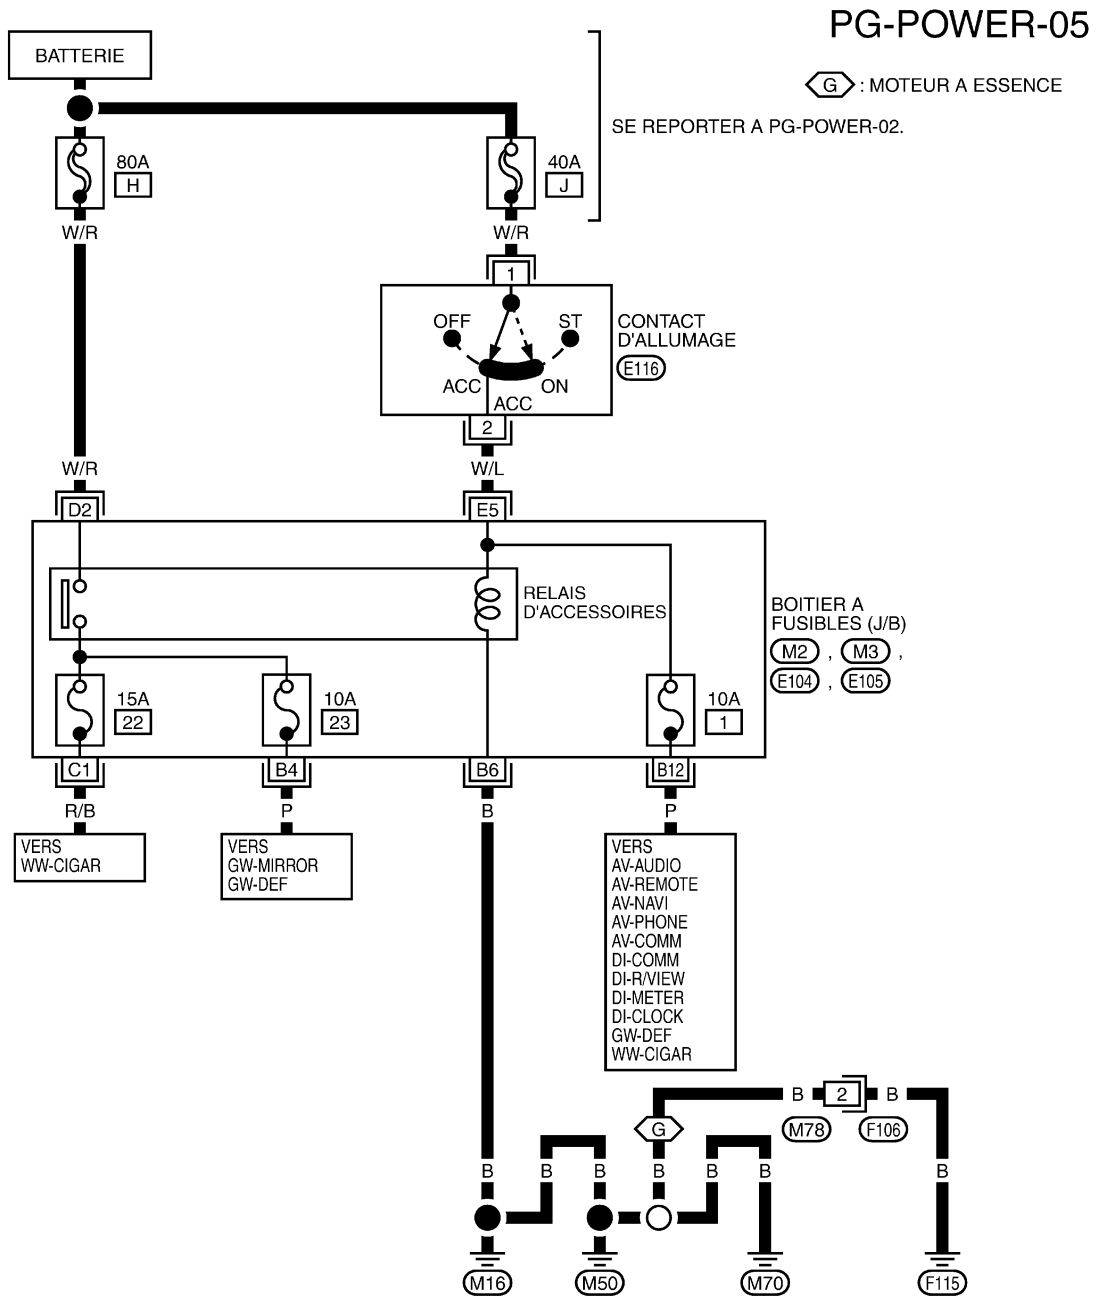 PG-POWER-05
BATTERIE
G : MOTEUR A ESSENCE
SE REPORTER A PG-POWER-02.
80A
H
40A
J
W/R
W/R
1
OFF
ST
ACC
ON
ACC
CONTACT
D'ALLUMAGE
E116
2
W/R
W/L
D2
E5
RELAIS
D'ACCESSOIRES
BOITIER A
FUSIBLES (J/B)
M2 , M3 ,
E104 , E105
15A
22
10A
23
10A
1
C1
B4
B6
B12
R/B
P
B
P
VERS
WW-CIGAR
VERS
GW-MIRROR
GW-DEF
VERS
AV-AUDIO
AV-REMOTE
AV-NAVI
AV-PHONE
AV-COMM
DI-COMM
DI-R/VIEW
DI-METER
DI-CLOCK
GW-DEF
WW-CIGAR
B
2
B
M78
F106
G
B
B
B
B
B
B
B
M16
M50
M70
F115